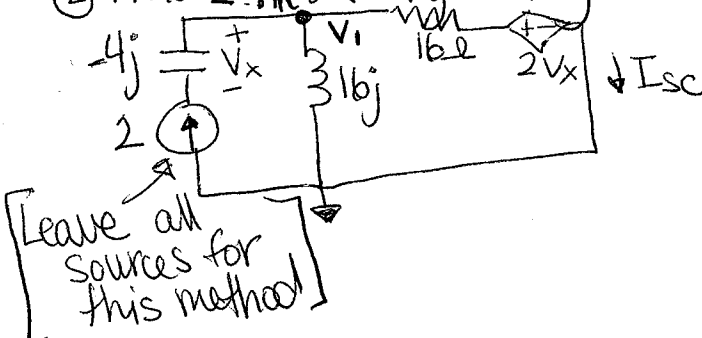 -4j
+
Vx
-
V₁
16j
16Ω
+ -
2Vx
↓ Isc
2
[Leave all
sources for
this method]